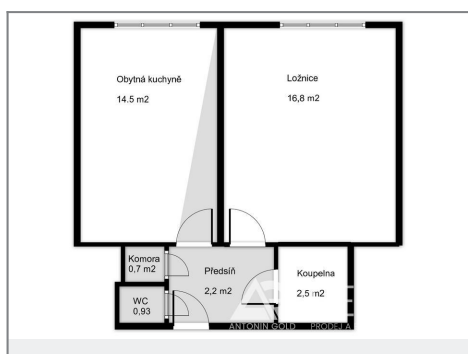 Obytná kuchyně
14.5 m2
Ložnice
16,8 m2
Komora
0,7 m2
Předsíň
2,2 m2
Koupelna
2,5 m2
WC
0,93
ANTONIN GOLD PRODEJ A